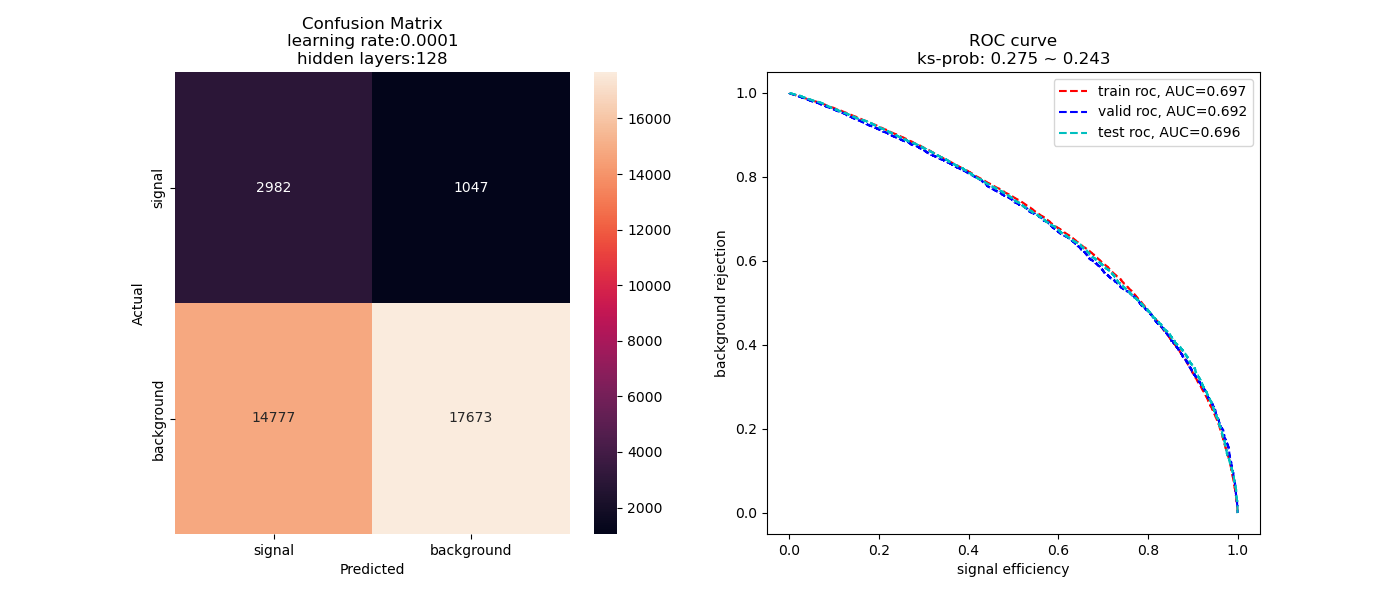 Confusion Matrix
learning rate:0.0001
hidden layers:128
signal
background
Actual
2982
1047
14777
17673
signal
background
Predicted
16000
14000
12000
10000
8000
6000
4000
2000
ROC curve
ks-prob: 0.275 ~ 0.243
train roc, AUC=0.697
valid roc, AUC=0.692
test roc, AUC=0.696
background rejection
1.0
0.8
0.6
0.4
0.2
0.0
0.0
0.2
0.4
0.6
0.8
1.0
signal efficiency